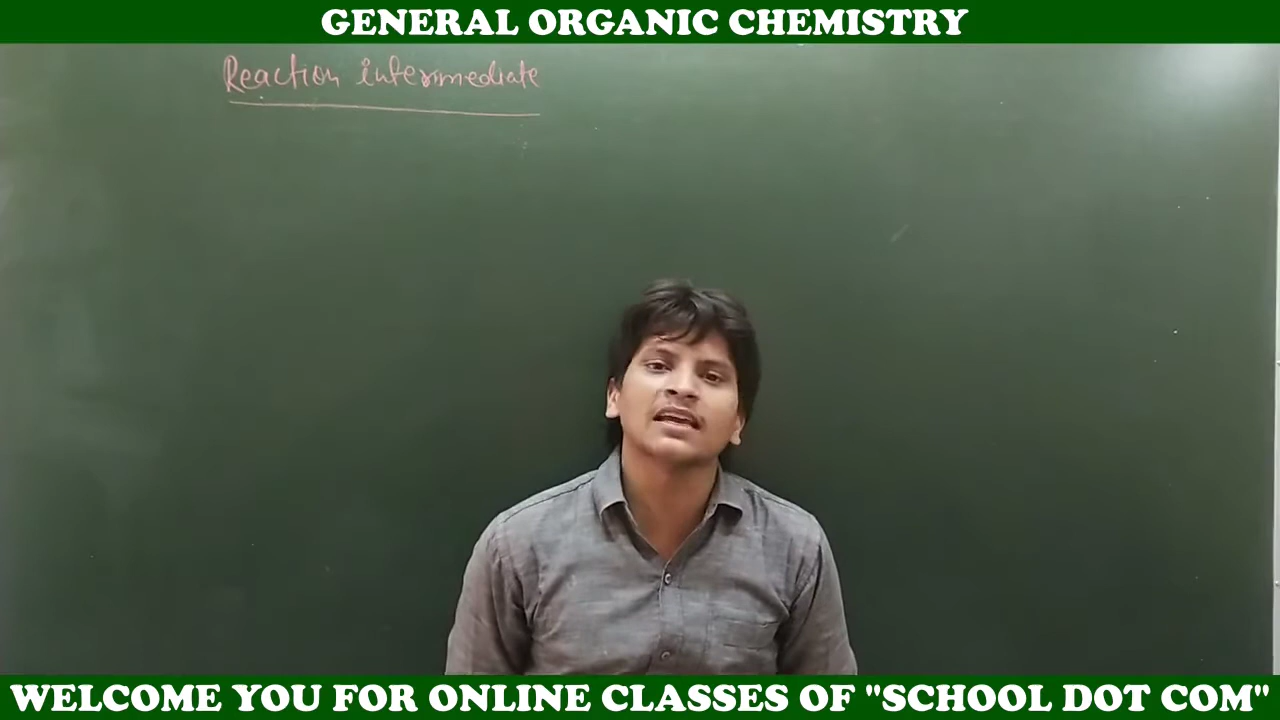 GENERAL ORGANIC CHEMISTRY
Reaction intermediate
WELCOME YOU FOR ONLINE CLASSES OF "SCHOOL DOT COM"